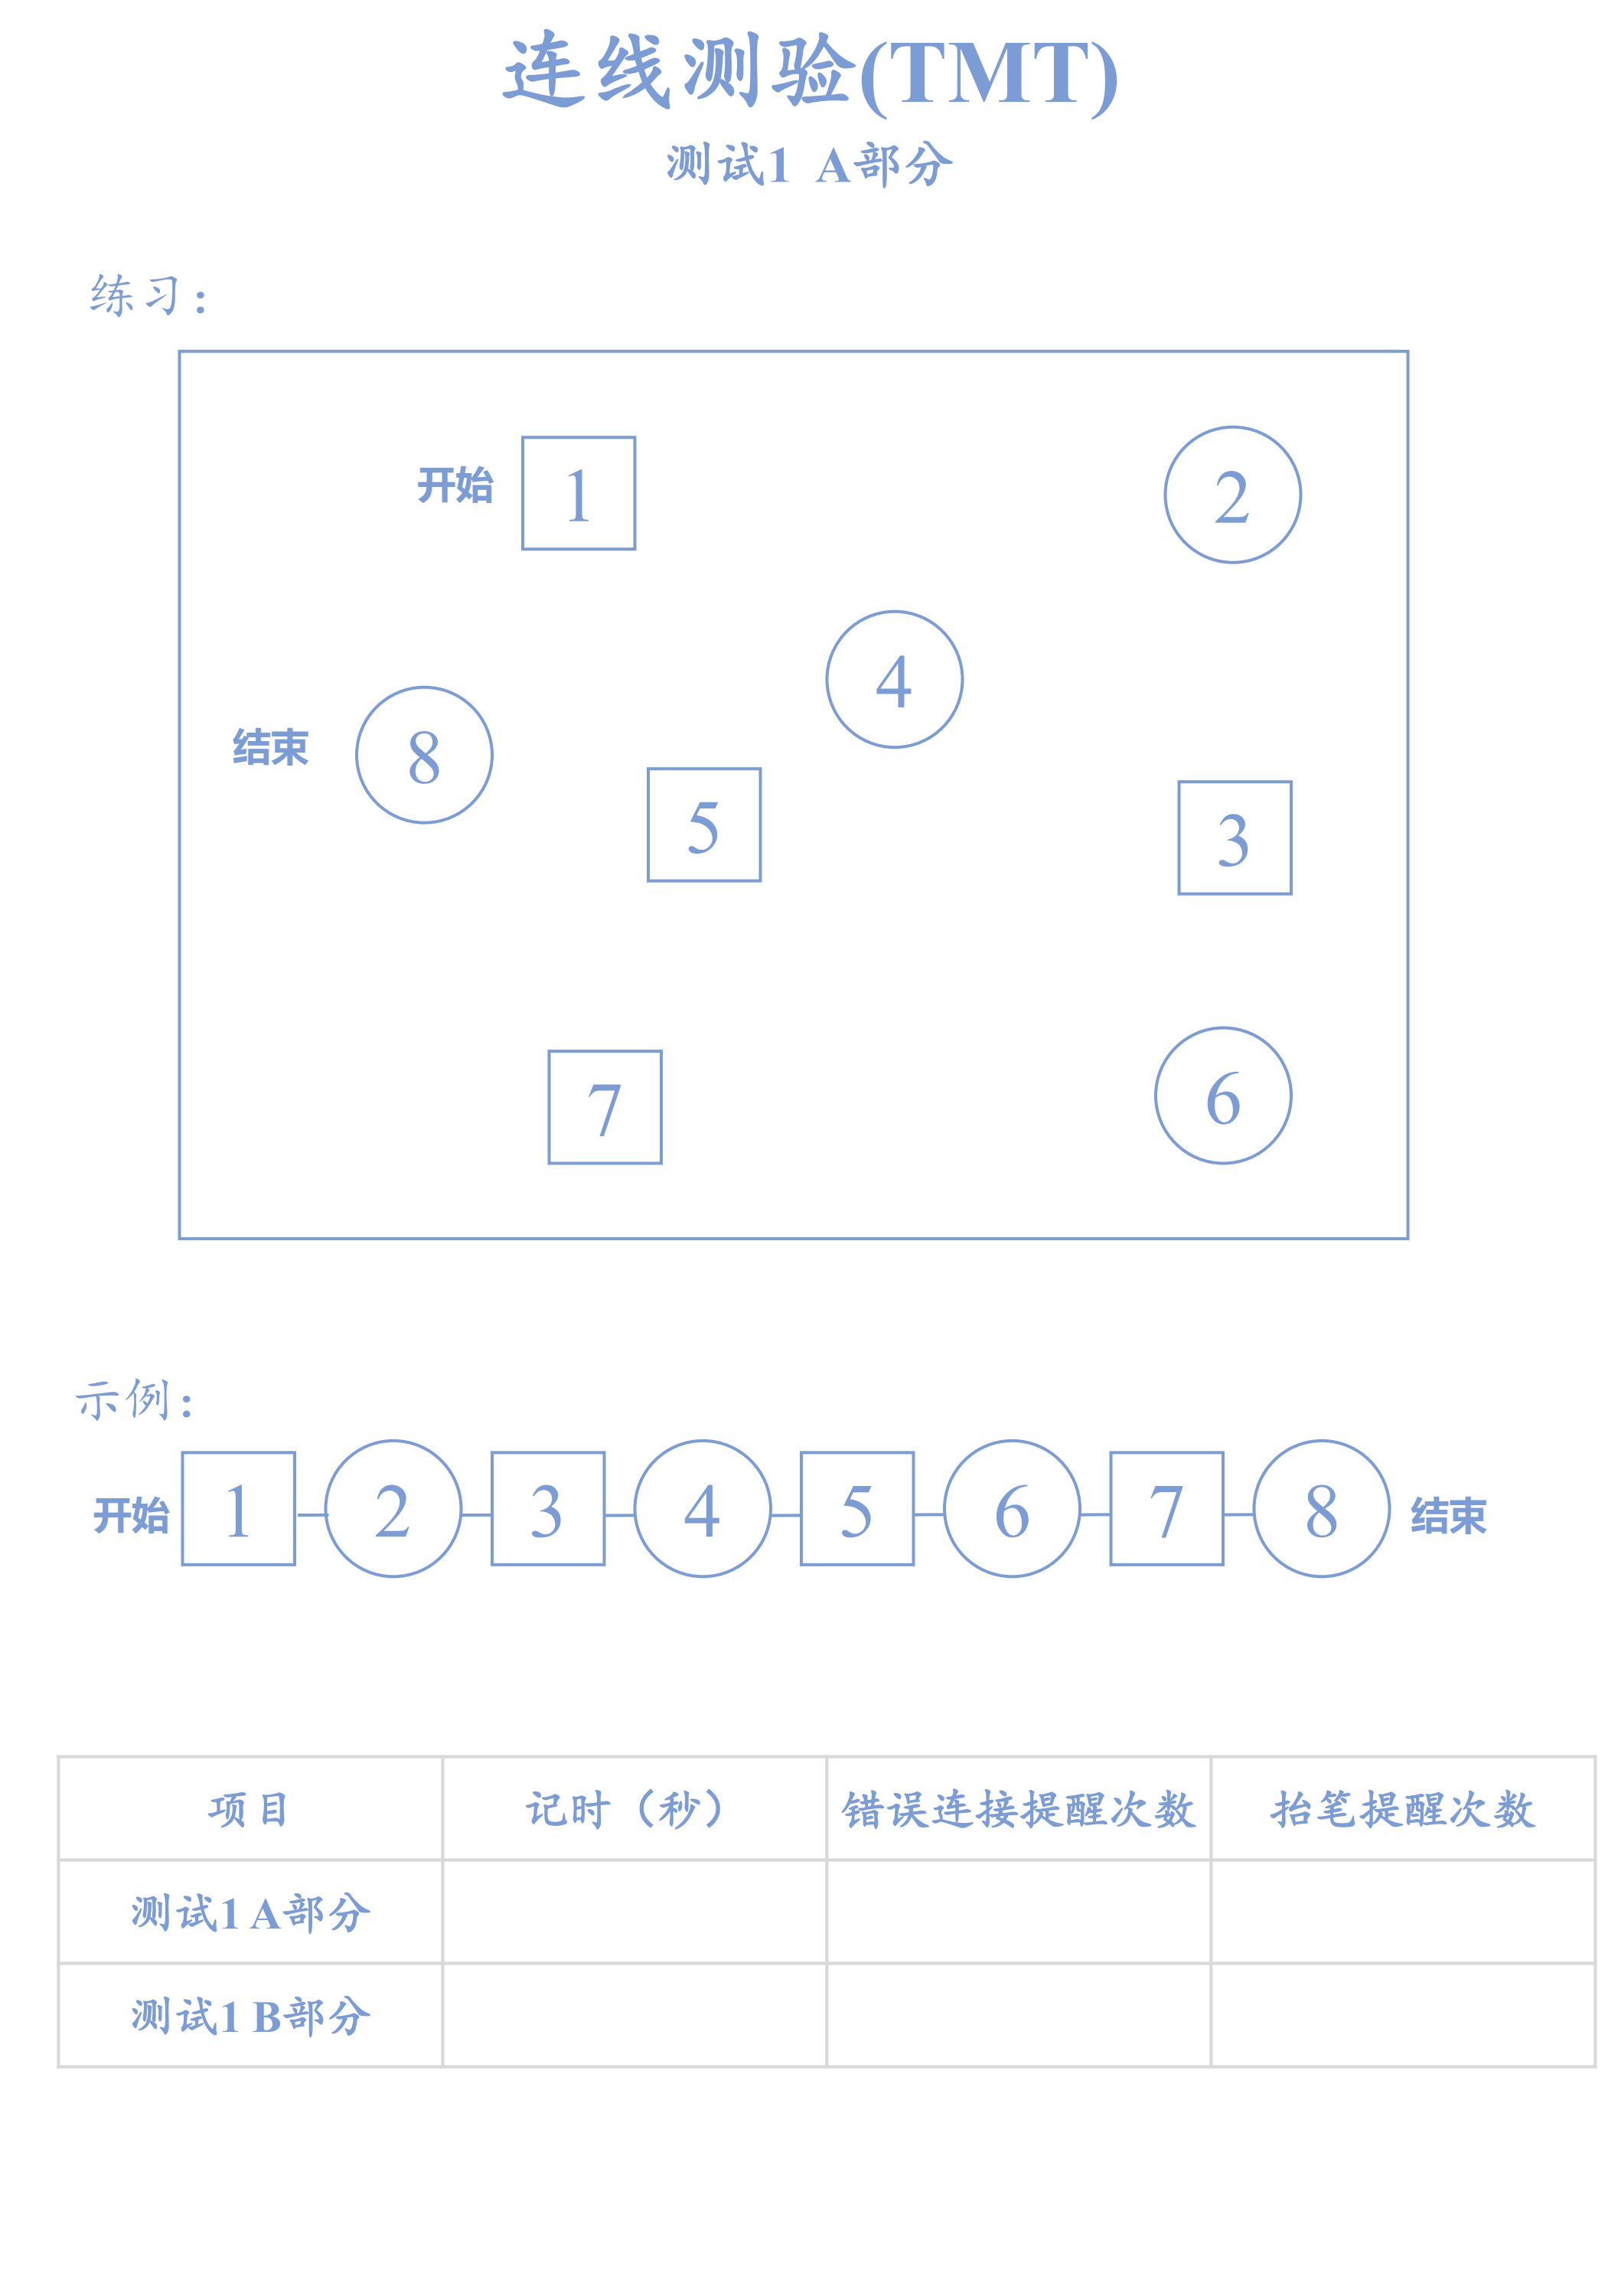 连线测验(TMT)
测试1 A部分
练习：
开始 1 2
4
结束 8
5 3
7 6
示例：
开始 1 2 3 4 5 6 7 8 结束
项目 记时（秒） 错误连接提醒次数 抬笔提醒次数
测试1 A部分
测试1 B部分